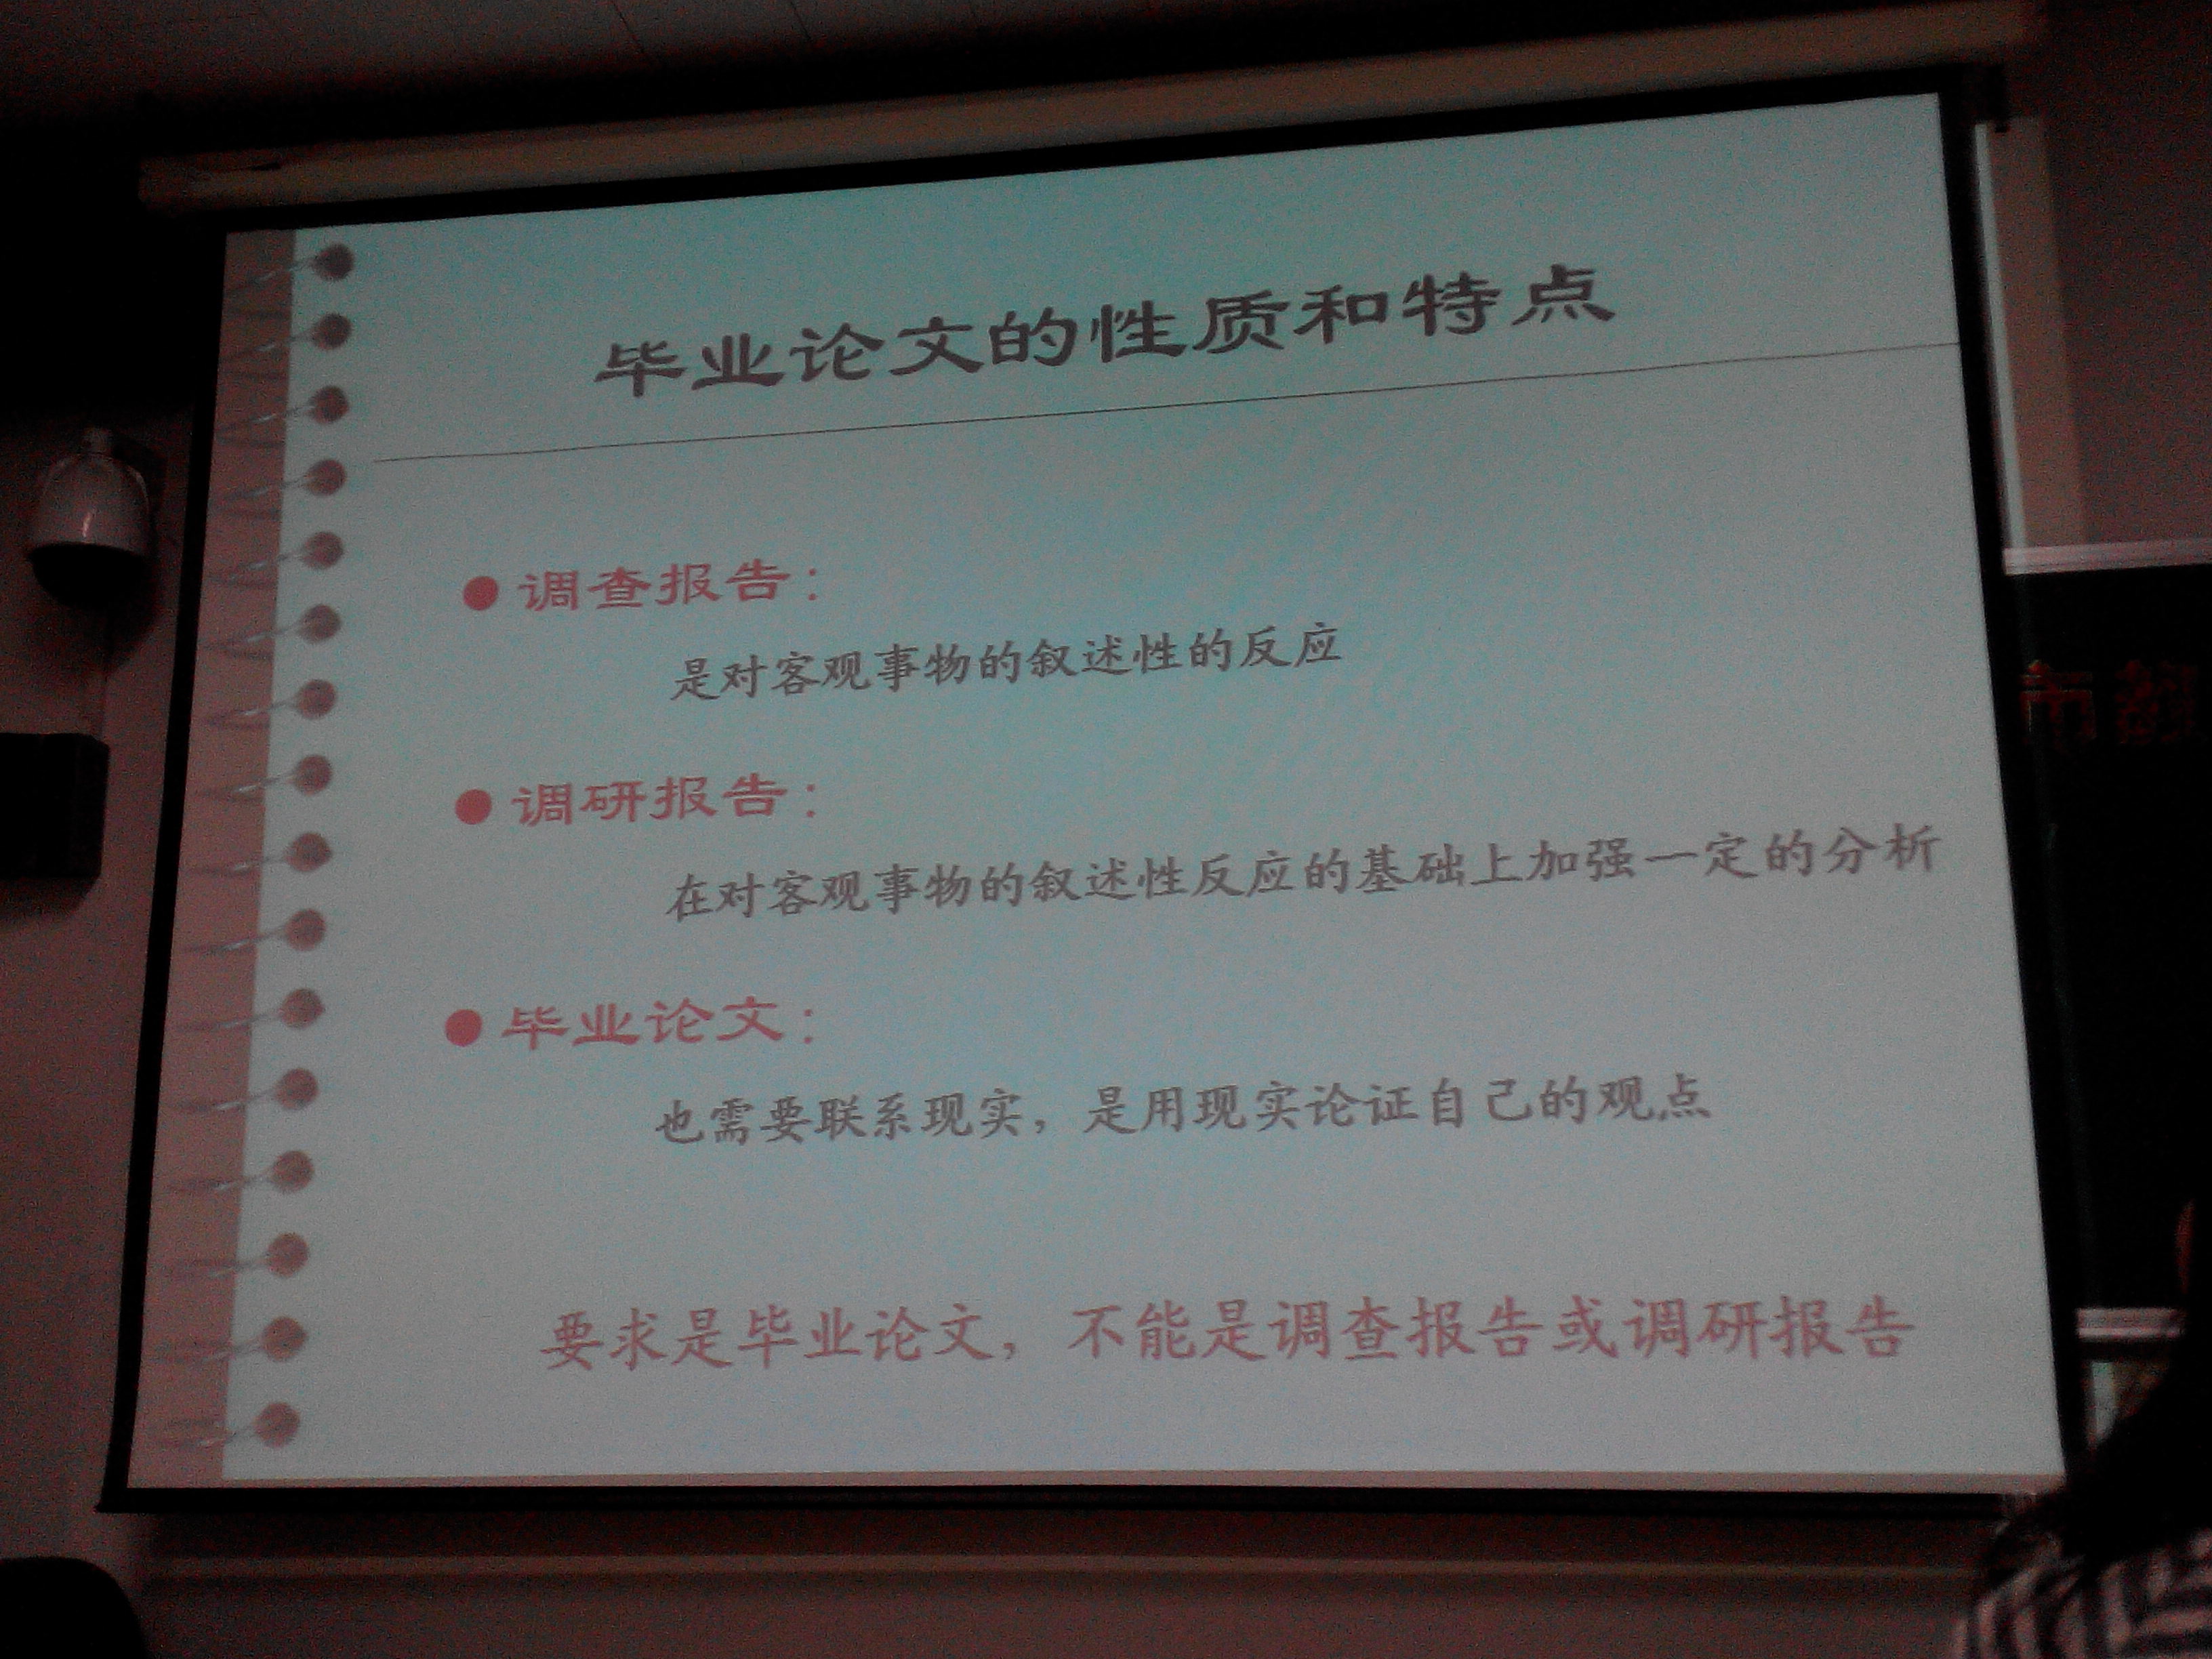 毕业论文的性质和特点
●调查报告：
是对客观事物的叙述性的反应
●调研报告：
在对客观事物的叙述性反应的基础上加强一定的分析
●毕业论文：
也需要联系现实，是用现实论证自己的观点
要求是毕业论文，不能是调查报告或调研报告
市